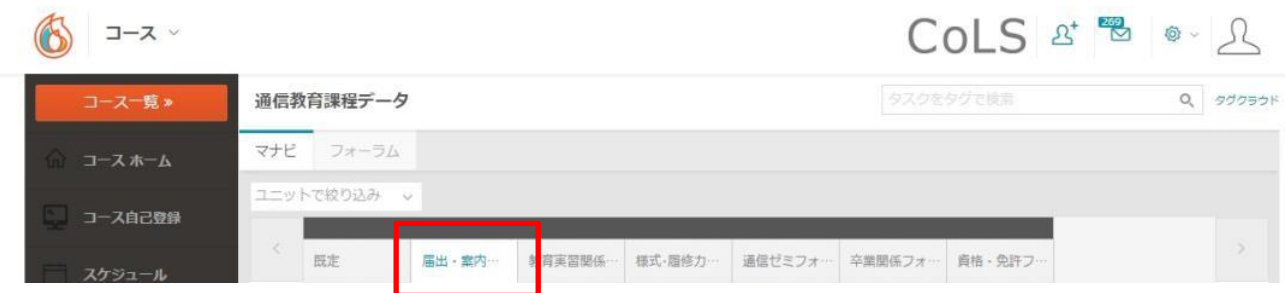 コース
CoLS
269
コース一覧 »
通信教育課程データ
タスクをタグで検索
タグクラウド
コース ホーム
マナビ フォーラム
ユニットで絞り込み
コース自己登録
既定 届出・案内… 教育実習関係… 様式・履修カ… 通信ゼミフォ… 卒業関係フォ… 資格・免許フ…
スケジュール